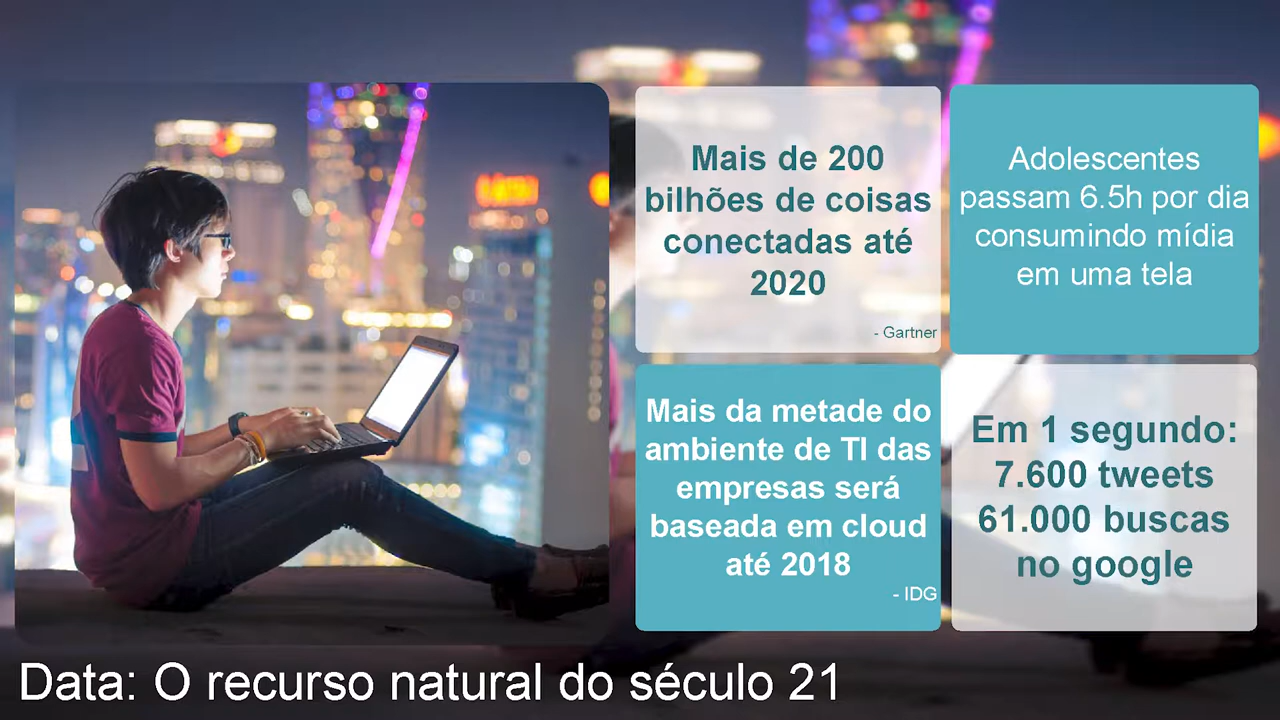 Mais de 200
bilhões de coisas
conectadas até
2020
- Gartner
Adolescentes
passam 6.5h por dia
consumindo mídia
em uma tela
Mais da metade do
ambiente de TI das
empresas será
baseada em cloud
até 2018
- IDG
Em 1 segundo:
7.600 tweets
61.000 buscas
no google
Data: O recurso natural do século 21